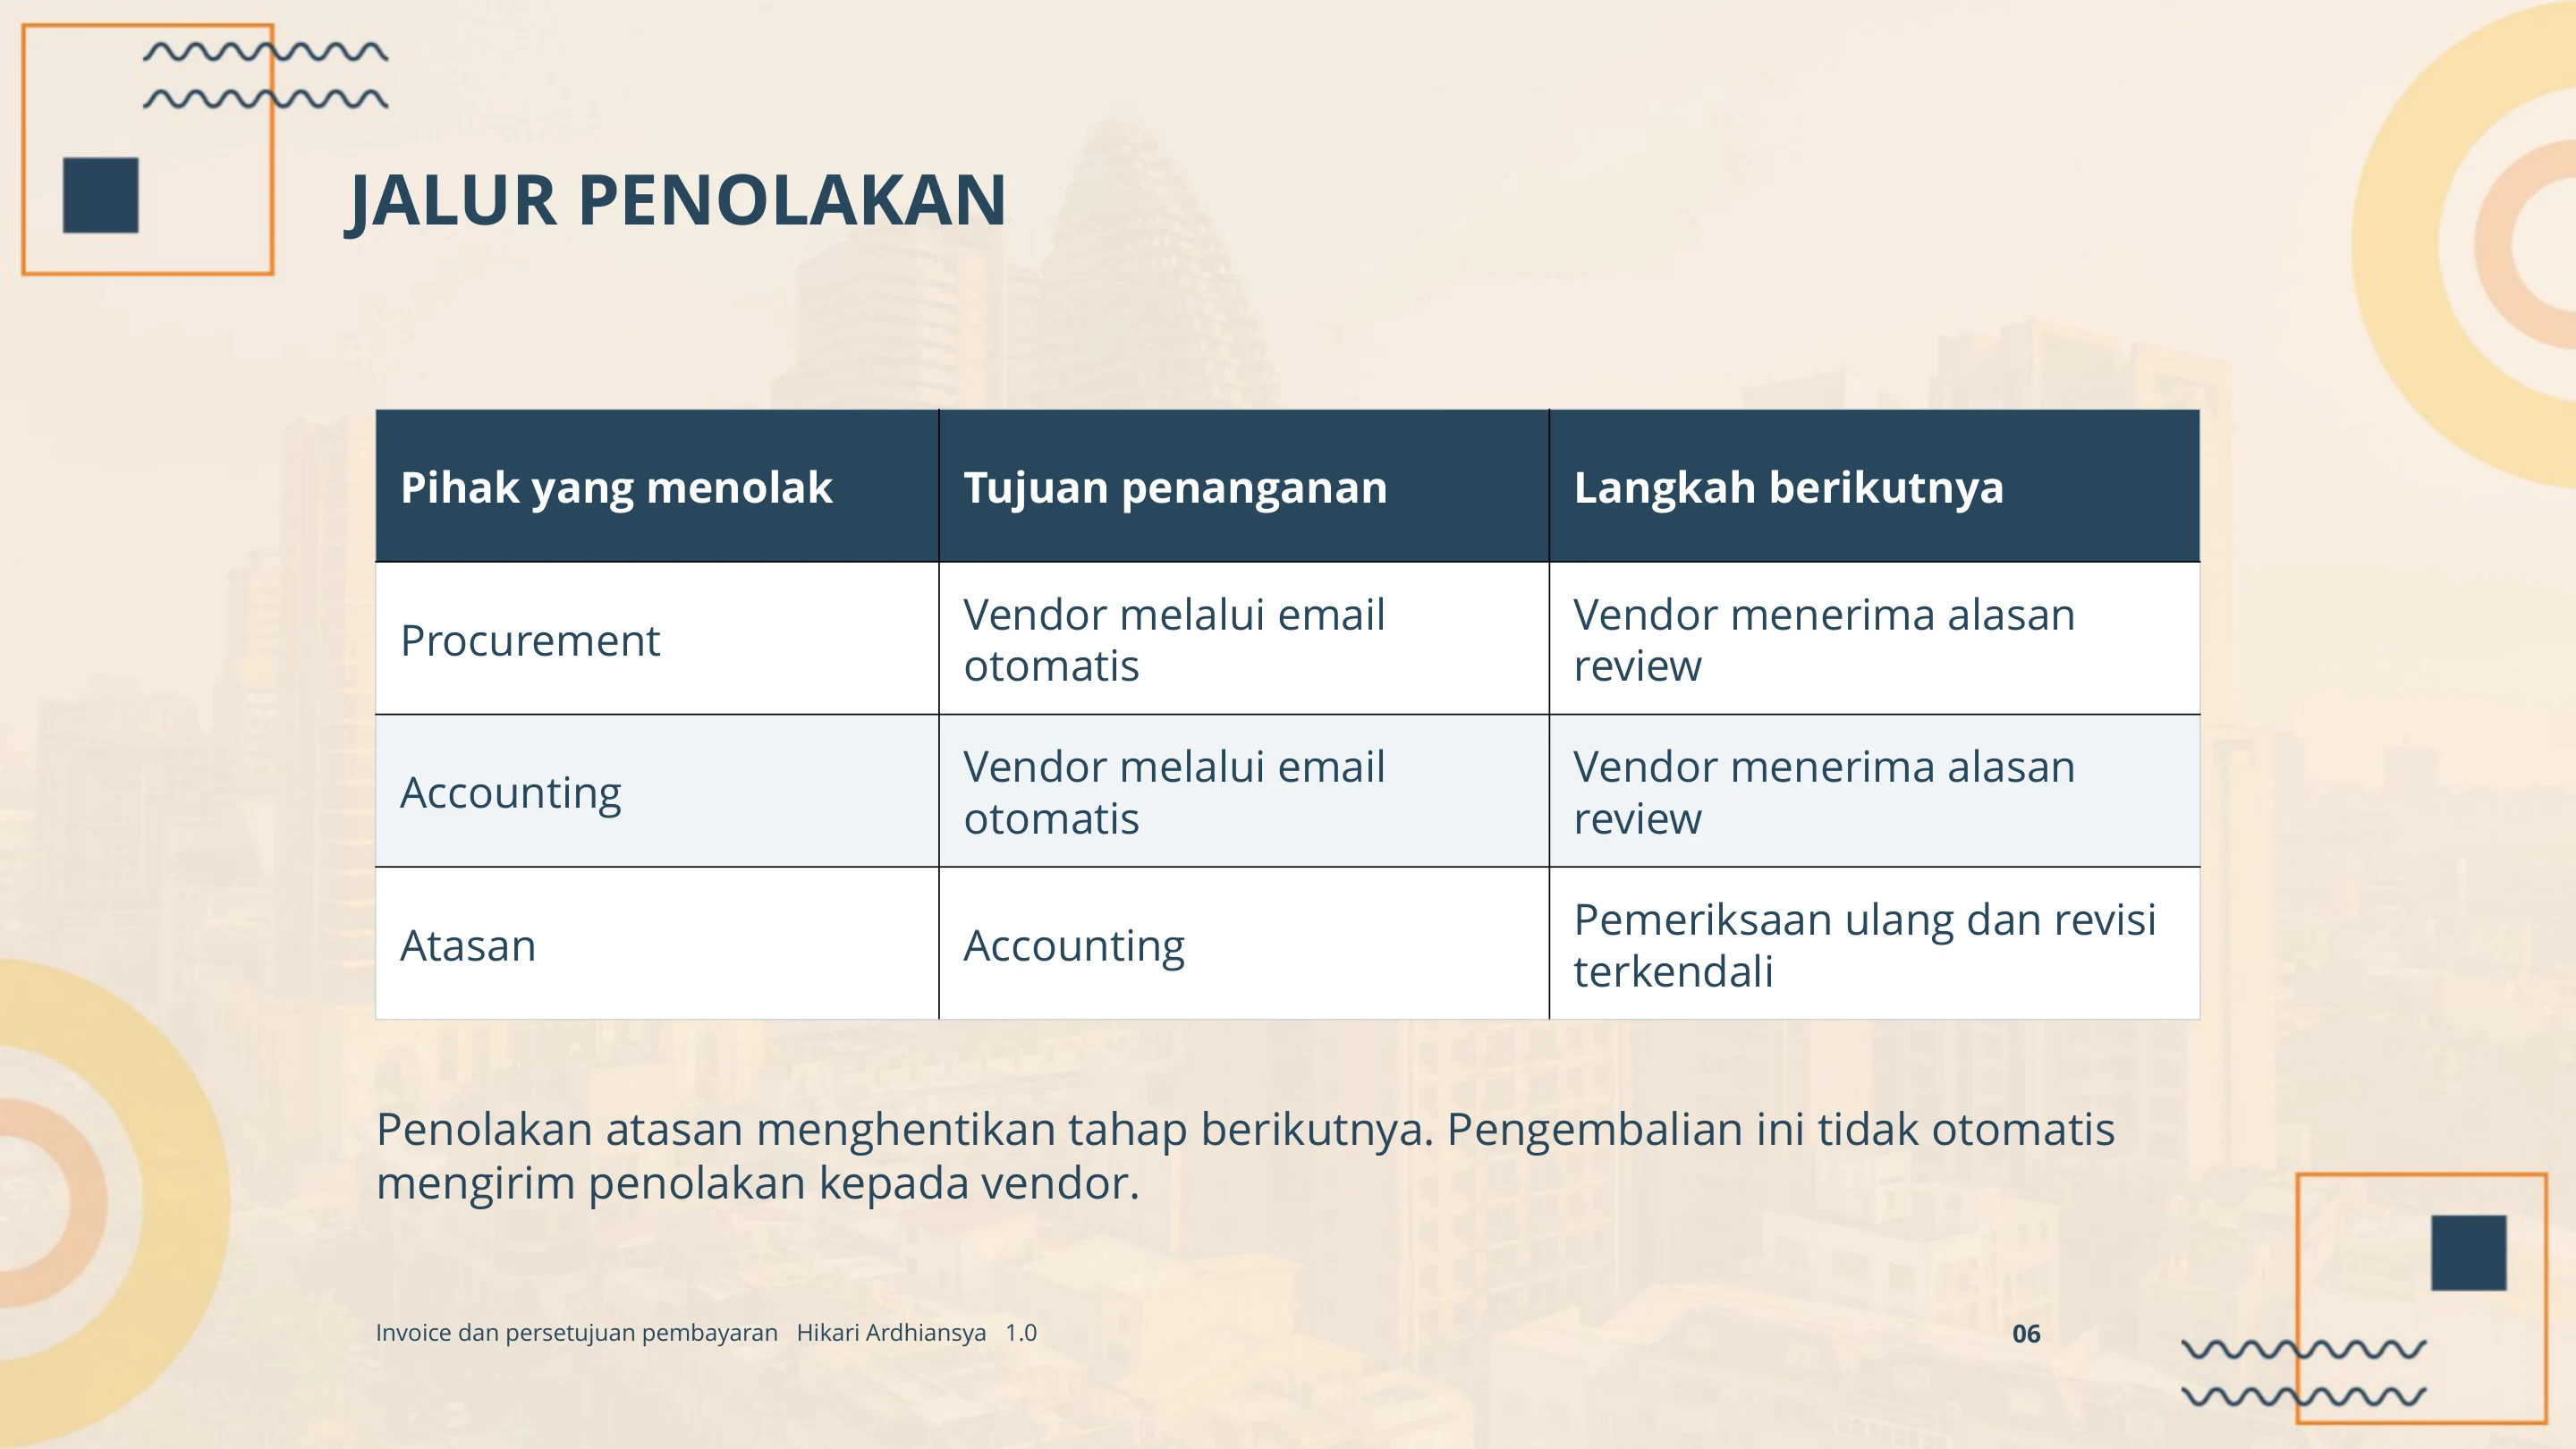 JALUR PENOLAKAN
Pihak yang menolak
Tujuan penanganan
Langkah berikutnya
Procurement
Vendor melalui email
otomatis
Vendor menerima alasan
review
Accounting
Vendor melalui email
otomatis
Vendor menerima alasan
review
Atasan
Accounting
Pemeriksaan ulang dan revisi
terkendali
Penolakan atasan menghentikan tahap berikutnya. Pengembalian ini tidak otomatis
mengirim penolakan kepada vendor.
Invoice dan persetujuan pembayaran Hikari Ardhiansya 1.0
06